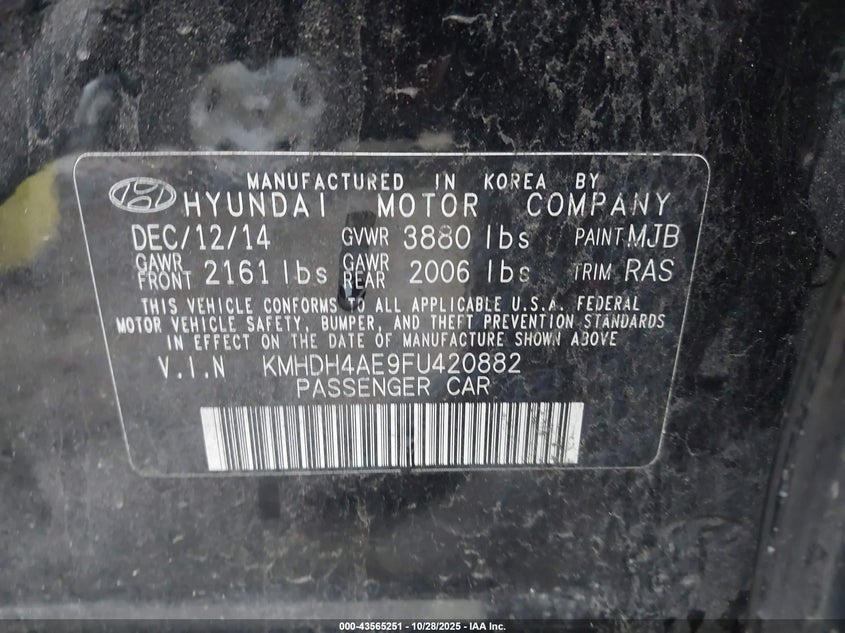 MANUFACTURED IN KOREA BY
HYUNDAI MOTOR COMPANY
DEC/12/14 GVWR 3880 lbs PAINT MJB
GAWR FRONT 2161 lbs GAWR REAR 2006 lbs TRIM RAS
THIS VEHICLE CONFORMS TO ALL APPLICABLE U.S.A. FEDERAL
MOTOR VEHICLE SAFETY, BUMPER, AND THEFT PREVENTION STANDARDS
IN EFFECT ON THE DATE OF MANUFACTURE SHOWN ABOVE
V.I.N KMHDH4AE9FU420882
PASSENGER CAR
000-43565251 | 10/28/2025 - IAA Inc.